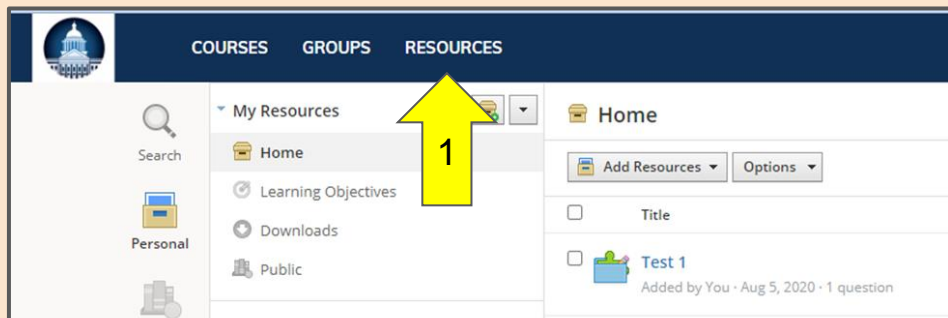 COURSES GROUPS RESOURCES
Search
Personal
My Resources
Home
Learning Objectives
Downloads
Public
1
Home
Add Resources Options
Title
Test 1
Added by You · Aug 5, 2020 · 1 question